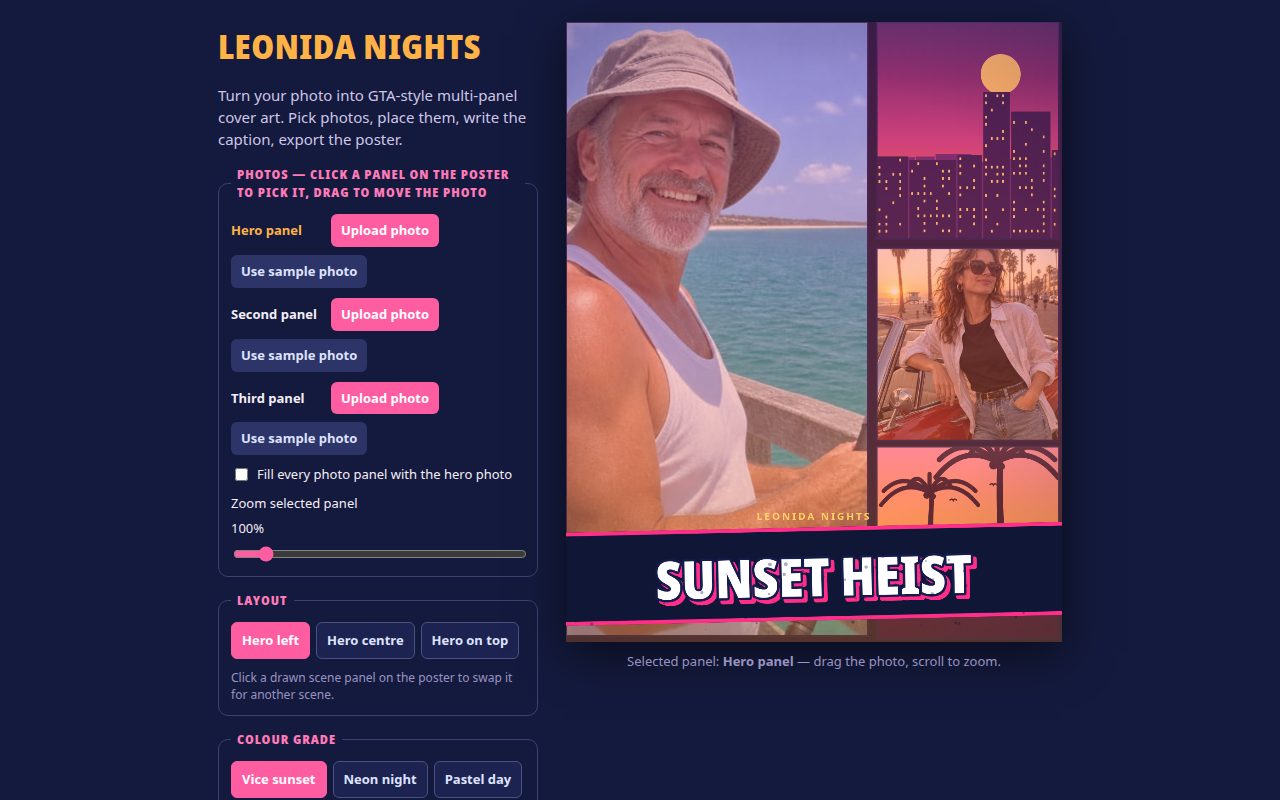 LEONIDA NIGHTS
Turn your photo into GTA-style multi-panel
cover art. Pick photos, place them, write the
caption, export the poster.
PHOTOS — CLICK A PANEL ON THE POSTER
TO PICK IT, DRAG TO MOVE THE PHOTO
Hero panel
Upload photo
Use sample photo
Second panel
Upload photo
Use sample photo
Third panel
Upload photo
Use sample photo
Fill every photo panel with the hero photo
Zoom selected panel
100%
LAYOUT
Hero left
Hero centre
Hero on top
Click a drawn scene panel on the poster to swap it
for another scene.
COLOUR GRADE
Vice sunset
Neon night
Pastel day
LEONIDA NIGHTS
SUNSET HEIST
Selected panel: Hero panel — drag the photo, scroll to zoom.